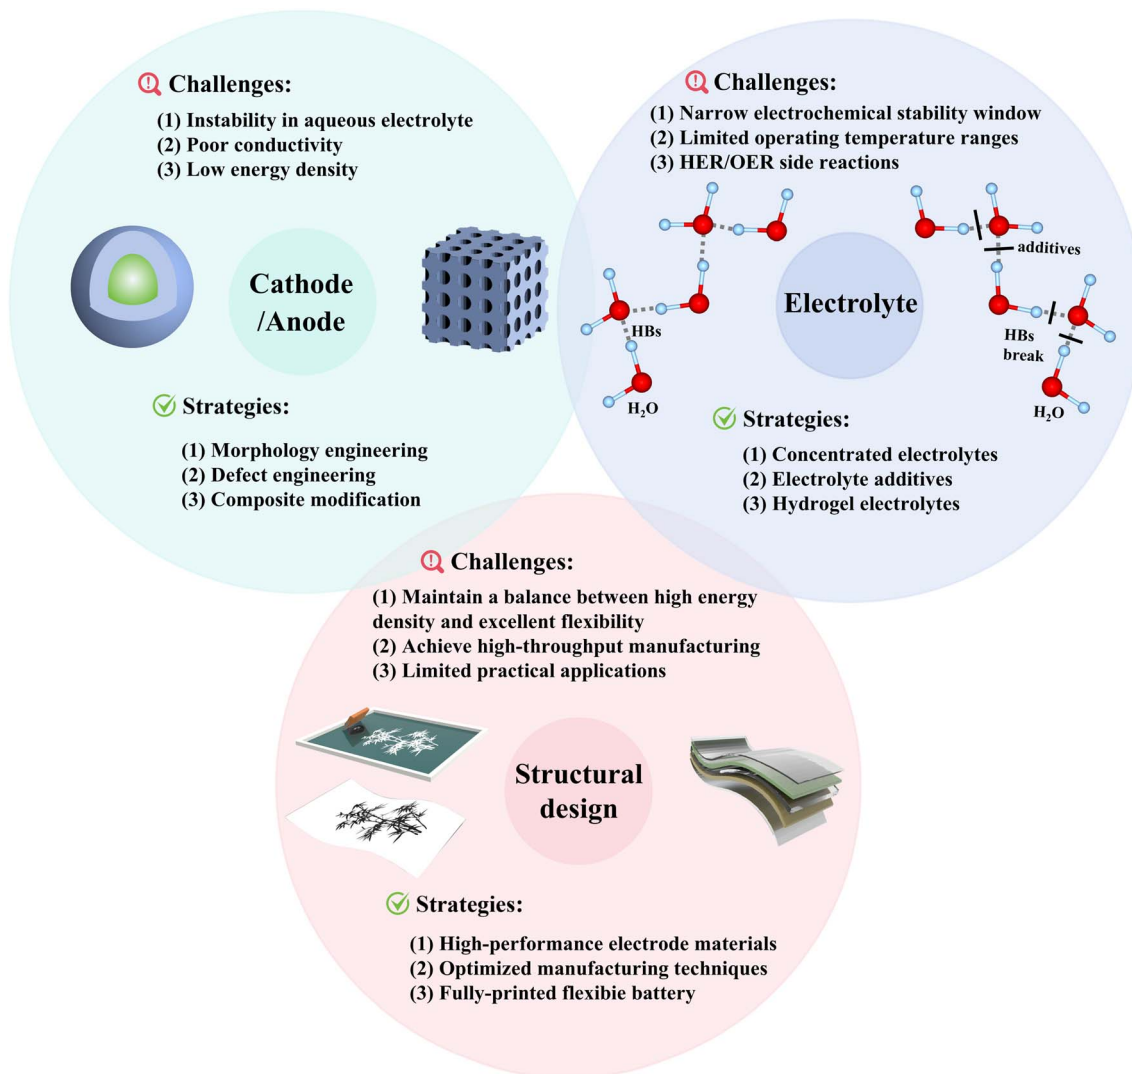 Challenges:
(1) Instability in aqueous electrolyte
(2) Poor conductivity
(3) Low energy density
Cathode
/Anode
Strategies:
(1) Morphology engineering
(2) Defect engineering
(3) Composite modification
Challenges:
(1) Narrow electrochemical stability window
(2) Limited operating temperature ranges
(3) HER/OER side reactions
additives
Electrolyte
HBs
HBs
break
H₂O
H₂O
Strategies:
(1) Concentrated electrolytes
(2) Electrolyte additives
(3) Hydrogel electrolytes
Challenges:
(1) Maintain a balance between high energy
density and excellent flexibility
(2) Achieve high-throughput manufacturing
(3) Limited practical applications
Structural
design
Strategies:
(1) High-performance electrode materials
(2) Optimized manufacturing techniques
(3) Fully-printed flexibie battery